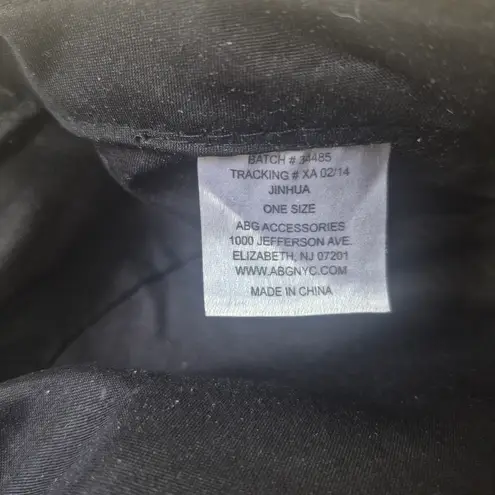 BATCH # 34485
TRACKING # XA 02/14
JINHUA
ONE SIZE
ABG ACCESSORIES
1000 JEFFERSON AVE.
ELIZABETH, NJ 07201
WWW.ABGNYC.COM
MADE IN CHINA